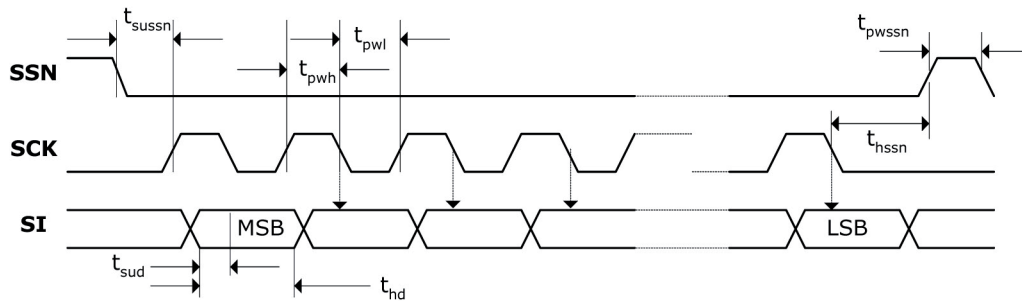 t_sussn
t_pwl
t_pwssn
t_pwh
SSN
SCK
t_hssn
SI
MSB
LSB
t_sud
t_hd